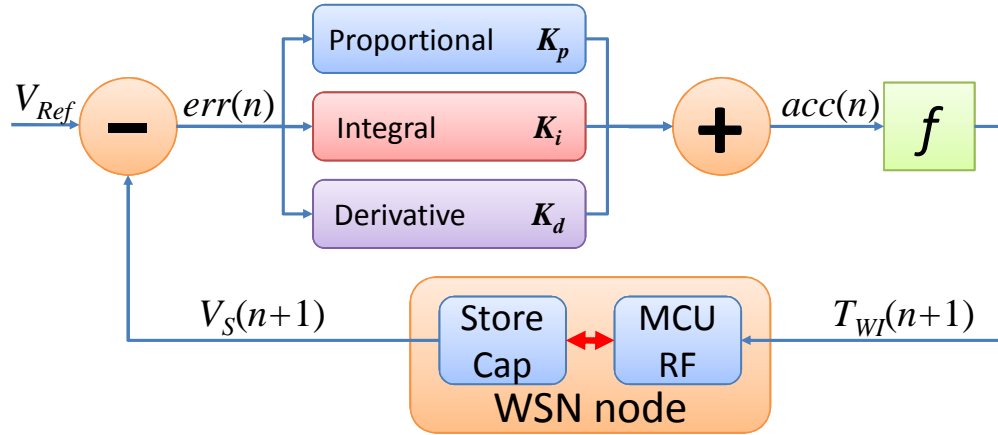 Proportional K_p
V_Ref
−
err(n)
Integral K_i
+
acc(n)
f
Derivative K_d
V_S(n+1)
Store
Cap
MCU
RF
T_WI(n+1)
WSN node